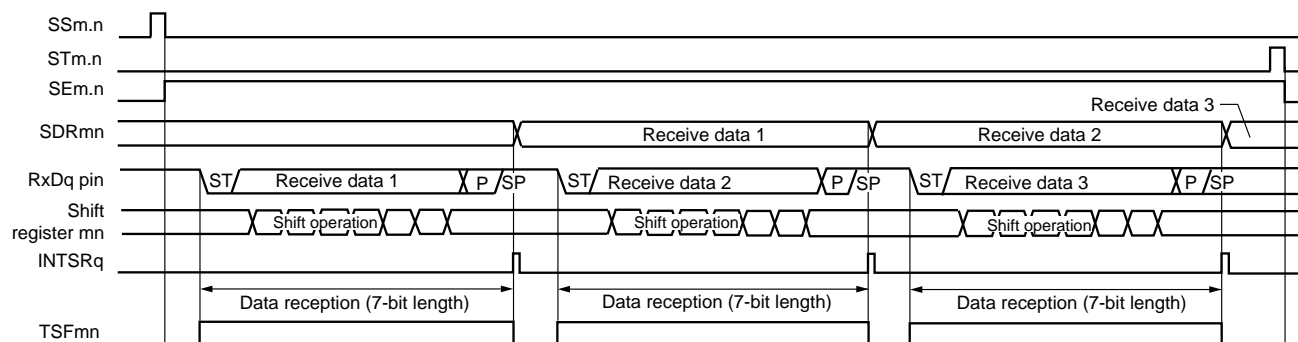 SSm.n
STm.n
SEm.n
Receive data 3
SDRmn
Receive data 1
Receive data 2
RxDq pin
ST
Receive data 1
P
SP
ST
Receive data 2
P
SP
ST
Receive data 3
P
SP
Shift
register mn
Shift operation
Shift operation
Shift operation
INTSRq
Data reception (7-bit length)
Data reception (7-bit length)
Data reception (7-bit length)
TSFmn